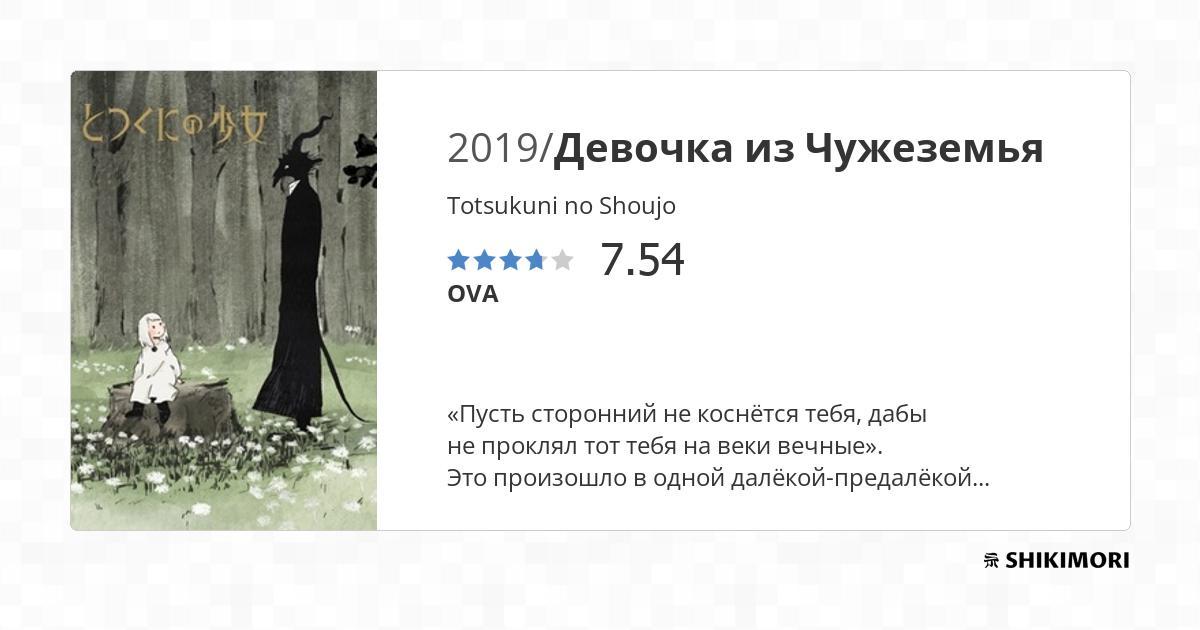 とつくにの少女
2019/Девочка из Чужеземья
Totsukuni no Shoujo
7.54
OVA
«Пусть сторонний не коснётся тебя, дабы
не проклял тот тебя на веки вечные».
Это произошло в одной далёкой-предалёкой...
SHIKIMORI